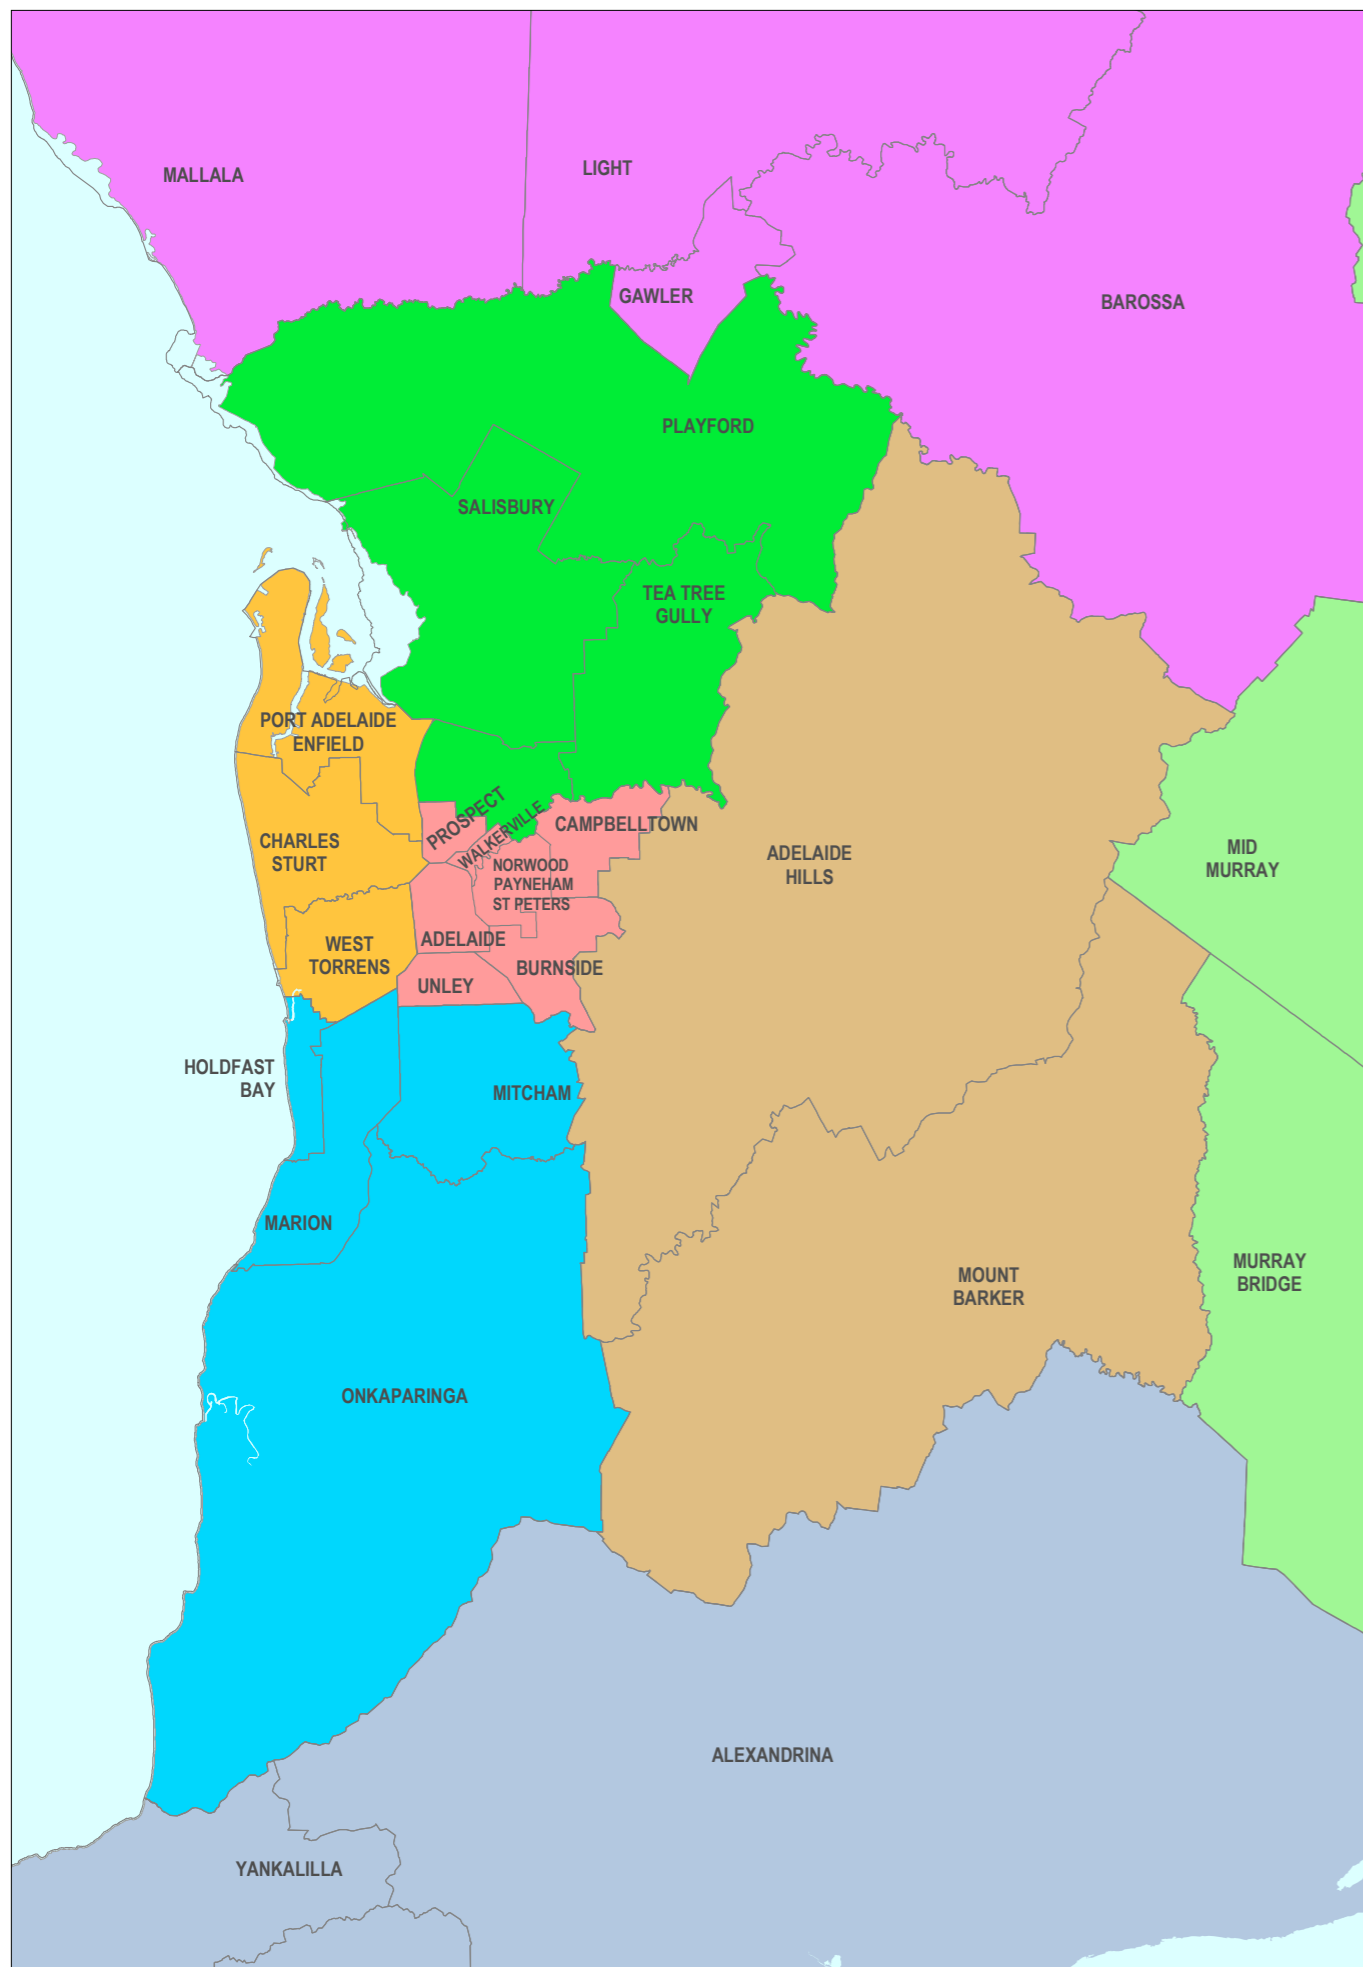 MALLALA
LIGHT
GAWLER
BAROSSA
PLAYFORD
SALISBURY
TEA TREE
GULLY
PORT ADELAIDE
ENFIELD
PROSPECT
WALKERVILLE
CAMPBELLTOWN
CHARLES
STURT
NORWOOD
PAYNEHAM
ST PETERS
ADELAIDE
HILLS
MID
MURRAY
WEST
TORRENS
ADELAIDE
BURNSIDE
UNLEY
HOLDFAST
BAY
MITCHAM
MARION
MOUNT
BARKER
MURRAY
BRIDGE
ONKAPARINGA
ALEXANDRINA
YANKALILLA